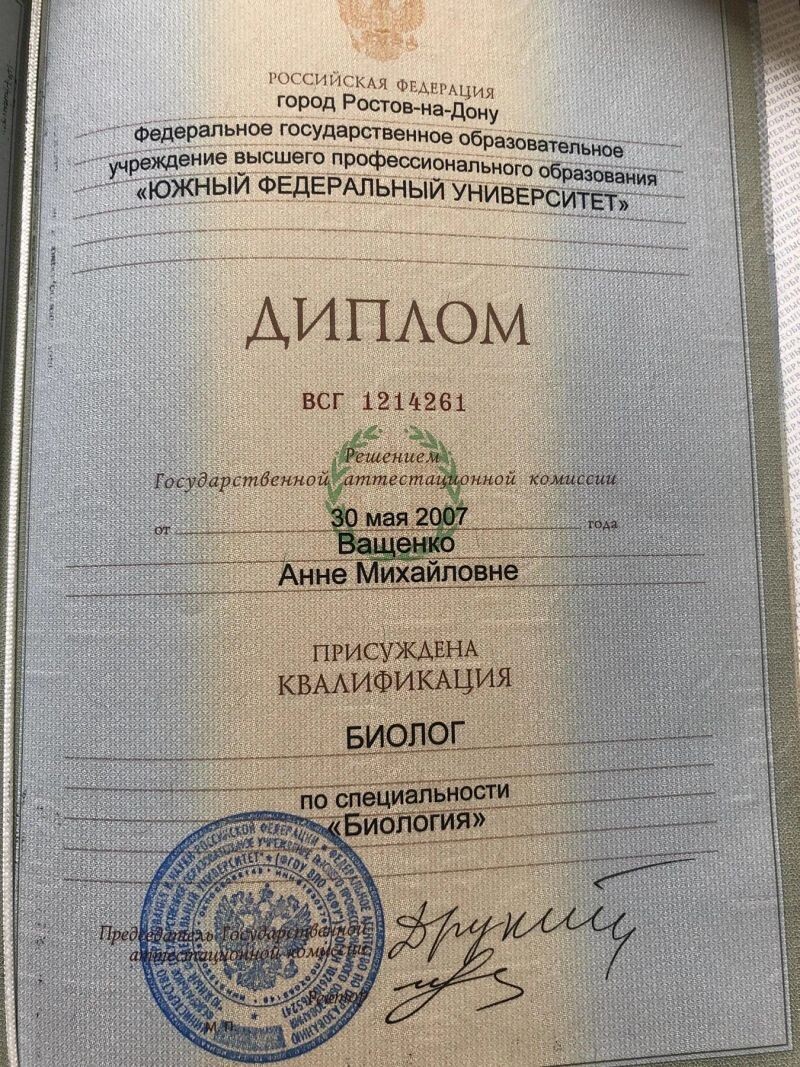 РОССИЙСКАЯ ФЕДЕРАЦИЯ
город Ростов-на-Дону
Федеральное государственное образовательное
учреждение высшего профессионального образования
«ЮЖНЫЙ ФЕДЕРАЛЬНЫЙ УНИВЕРСИТЕТ»
ДИПЛОМ
ВСГ 1214261
Решением
Государственной аттестационной комиссии
от 30 мая 2007 года
Ващенко
Анне Михайловне
ПРИСУЖДЕНА
КВАЛИФИКАЦИЯ
БИОЛОГ
по специальности
«Биология»
Председатель Государственной
аттестационной комиссии
Ректор
М.П.